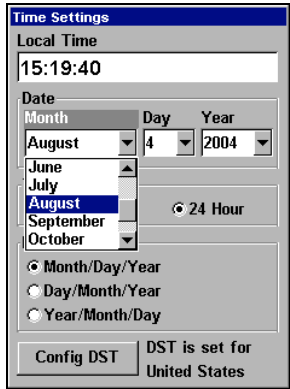 Time Settings
Local Time
15:19:40
Date
Month Day Year
August 4 2004
June
July
August
September
October
24 Hour
Month/Day/Year
Day/Month/Year
Year/Month/Day
Config DST
DST is set for
United States